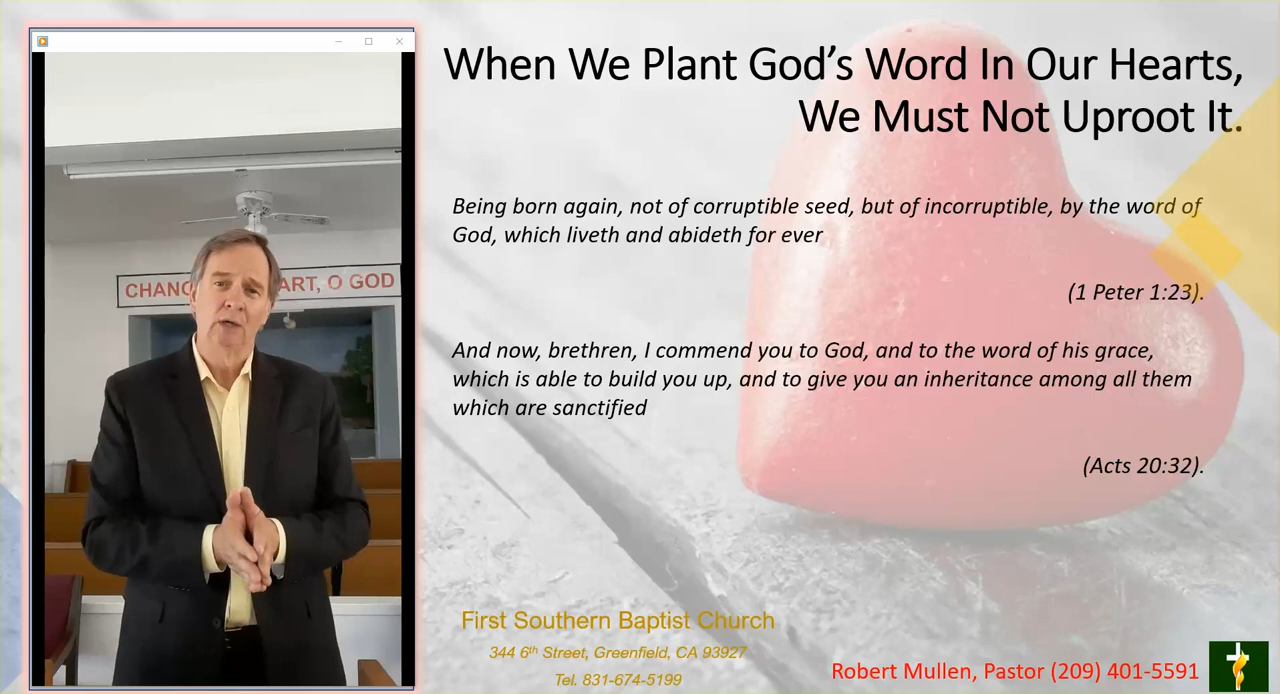 When We Plant God's Word In Our Hearts,
We Must Not Uproot It.
Being born again, not of corruptible seed, but of incorruptible, by the word of
God, which liveth and abideth for ever
(1 Peter 1:23).
And now, brethren, I commend you to God, and to the word of his grace,
which is able to build you up, and to give you an inheritance among all them
which are sanctified
(Acts 20:32).
CHANG ART, O GOD
First Southern Baptist Church
344 6th Street, Greenfield, CA 93927
Tel. 831-674-5199
Robert Mullen, Pastor (209) 401-5591